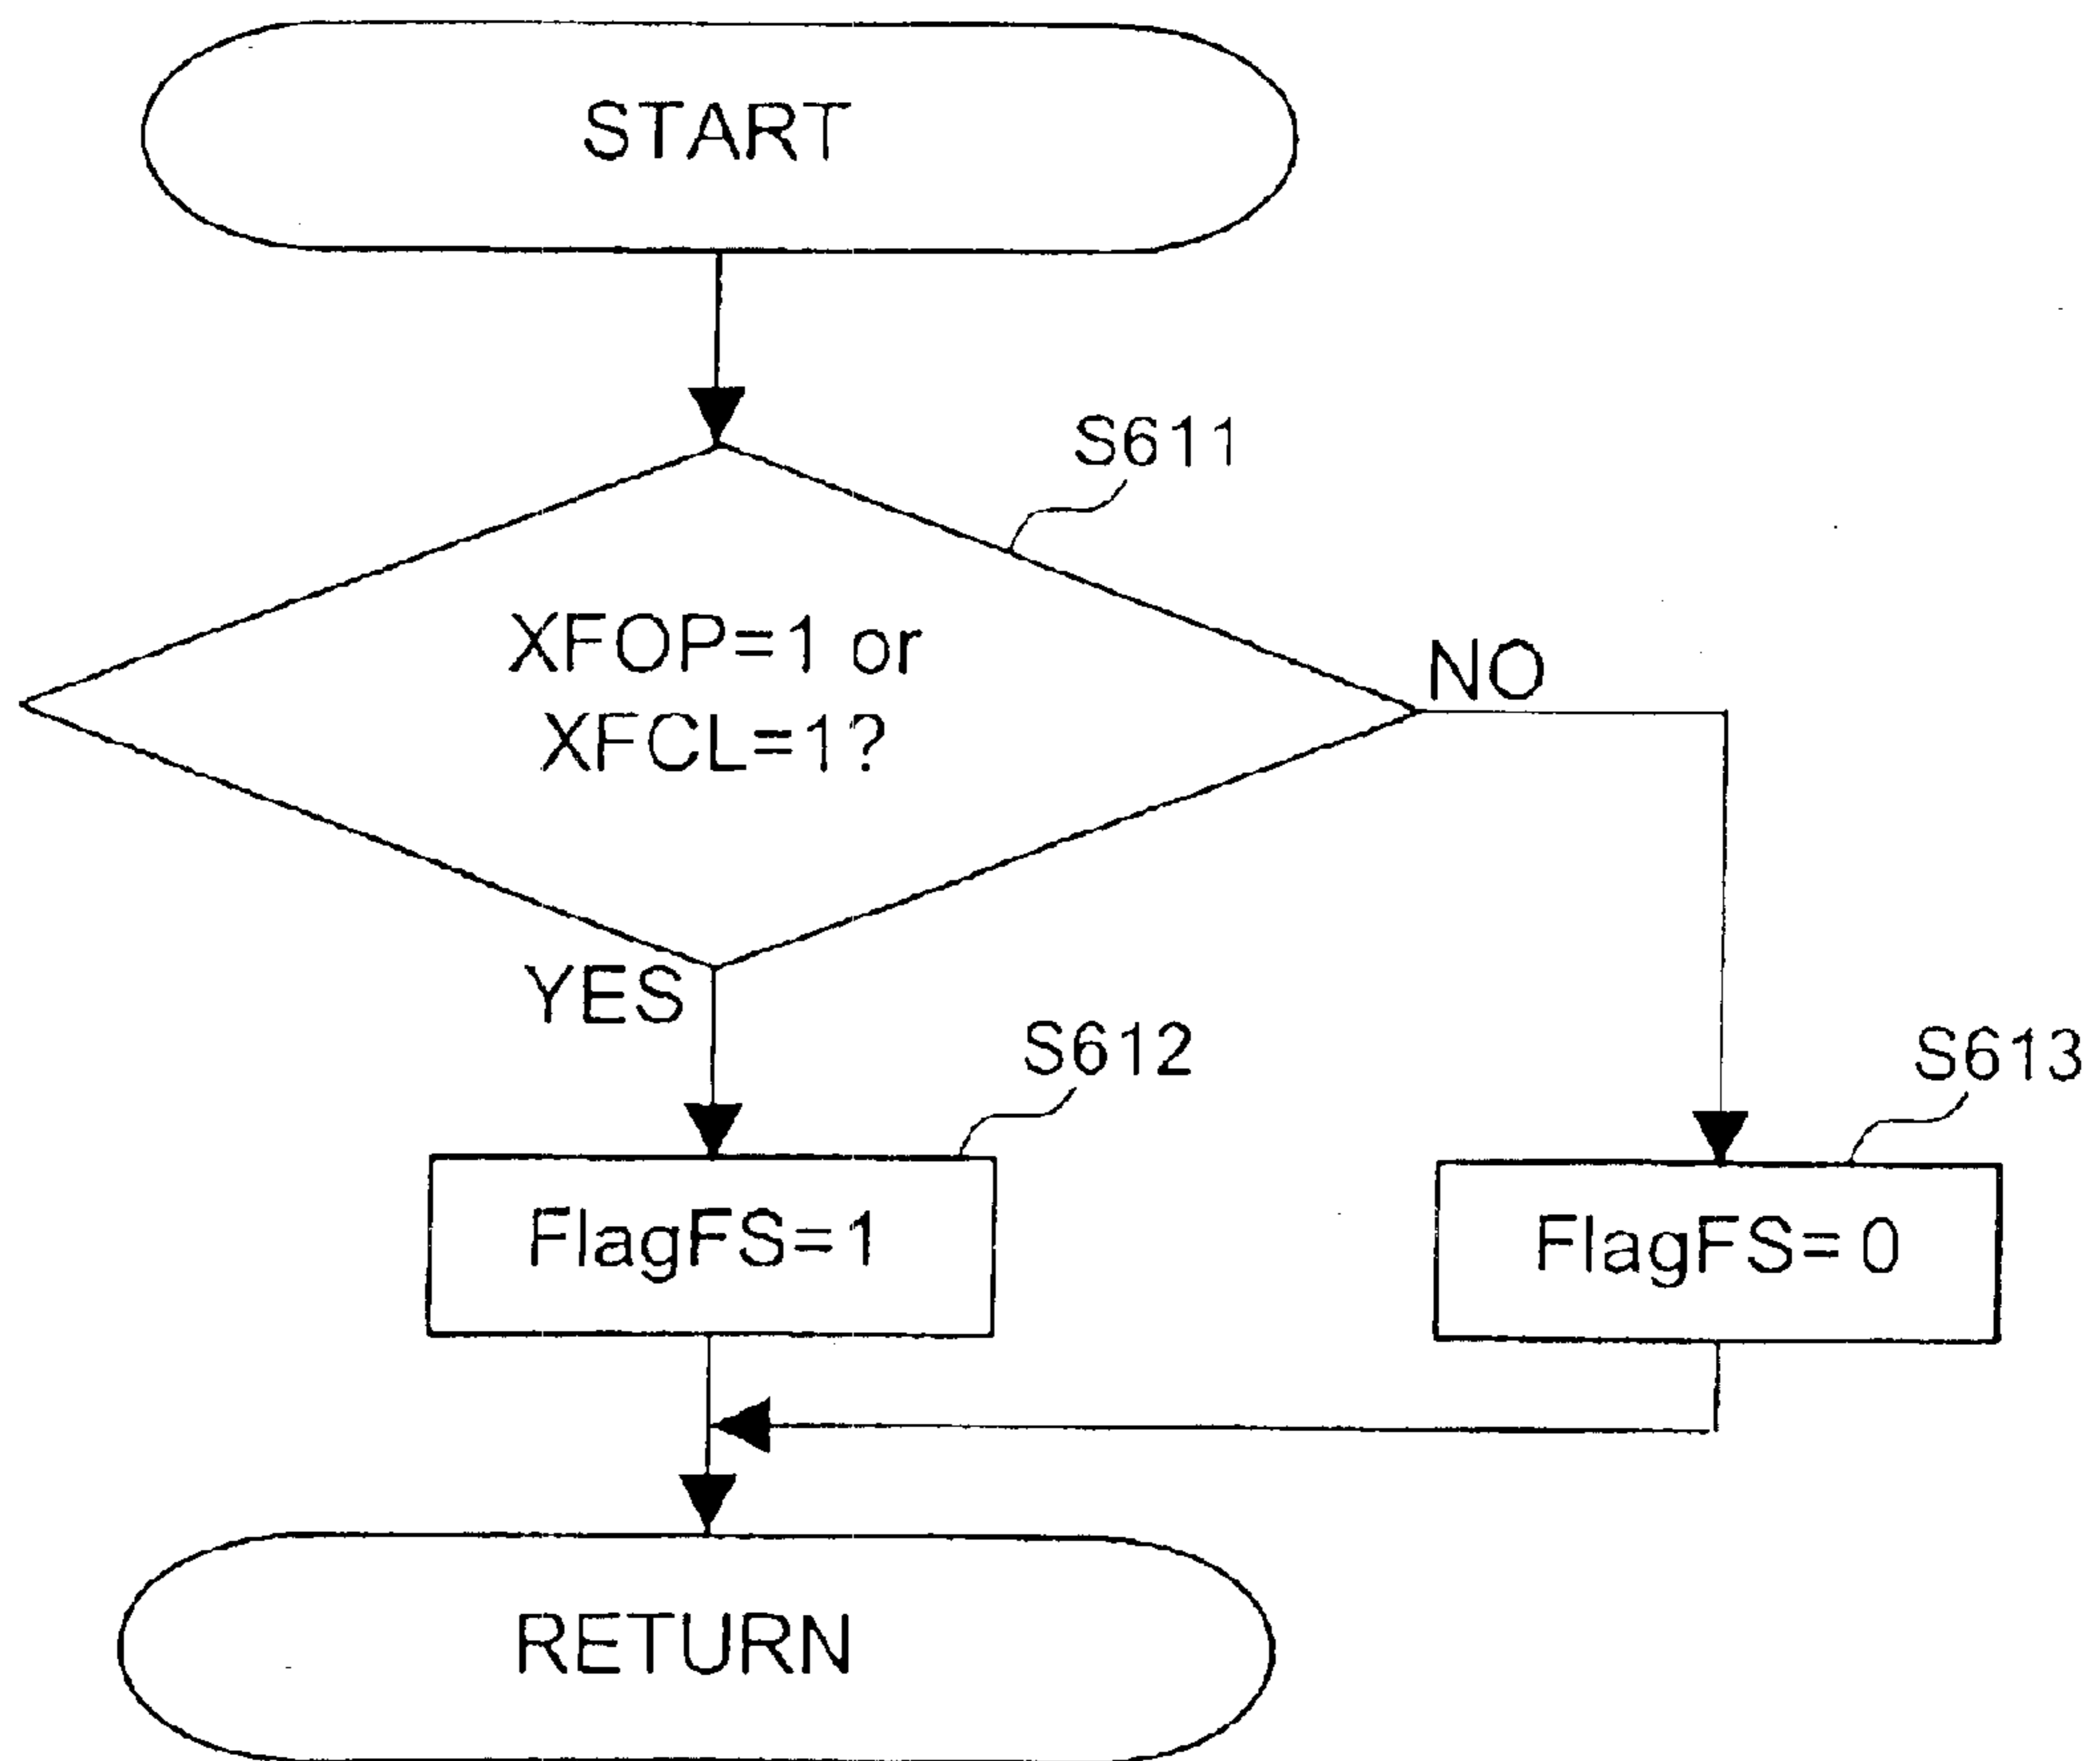 START
S611
XFOP=1 or
XFCL=1?
NO
YES
S612
S613
FlagFS=1
FlagFS=0
RETURN